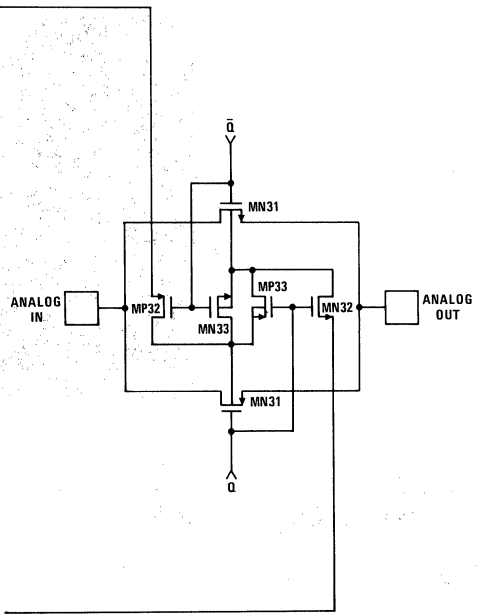 Q̄
MN31
MP33
ANALOG
IN
MP32
MN33
MN32
ANALOG
OUT
MN31
Q